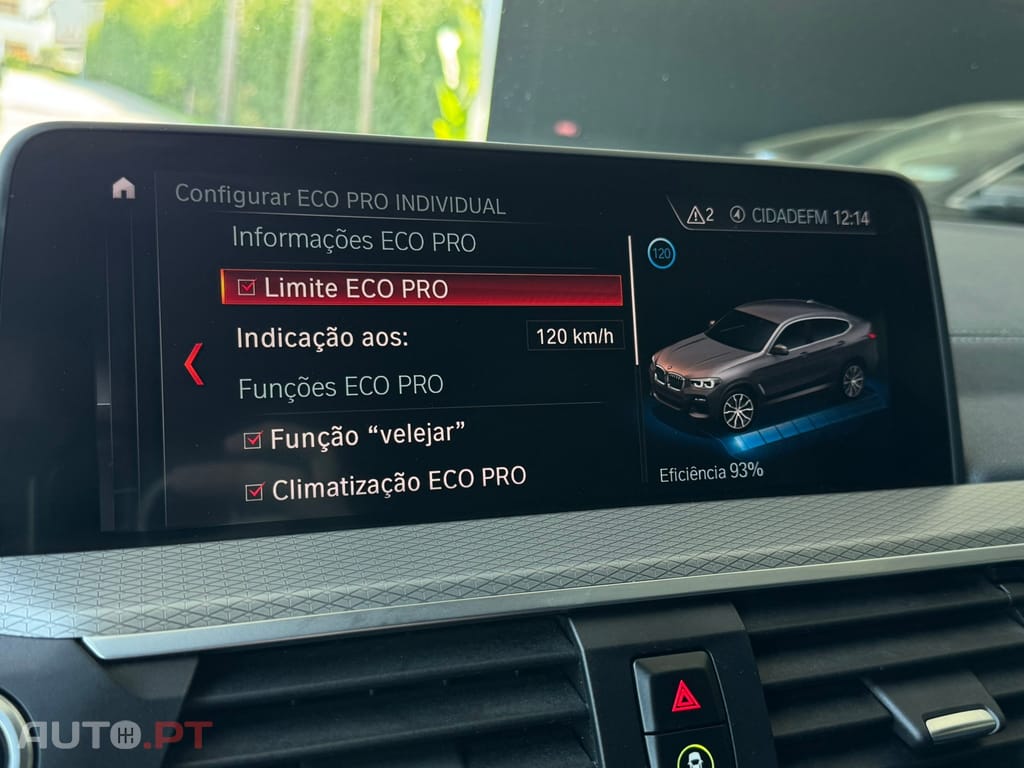 Configurar ECO PRO INDIVIDUAL
2 CIDADEFM 12:14
Informações ECO PRO
120
Limite ECO PRO
Indicação aos: 120 km/h
Funções ECO PRO
Função “velejar”
Climatização ECO PRO
Eficiência 93%
AUTO.PT